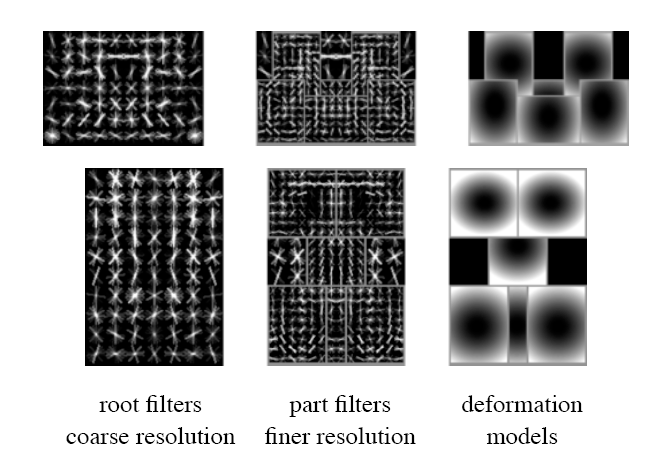 root filters
coarse resolution
part filters
finer resolution
deformation
models